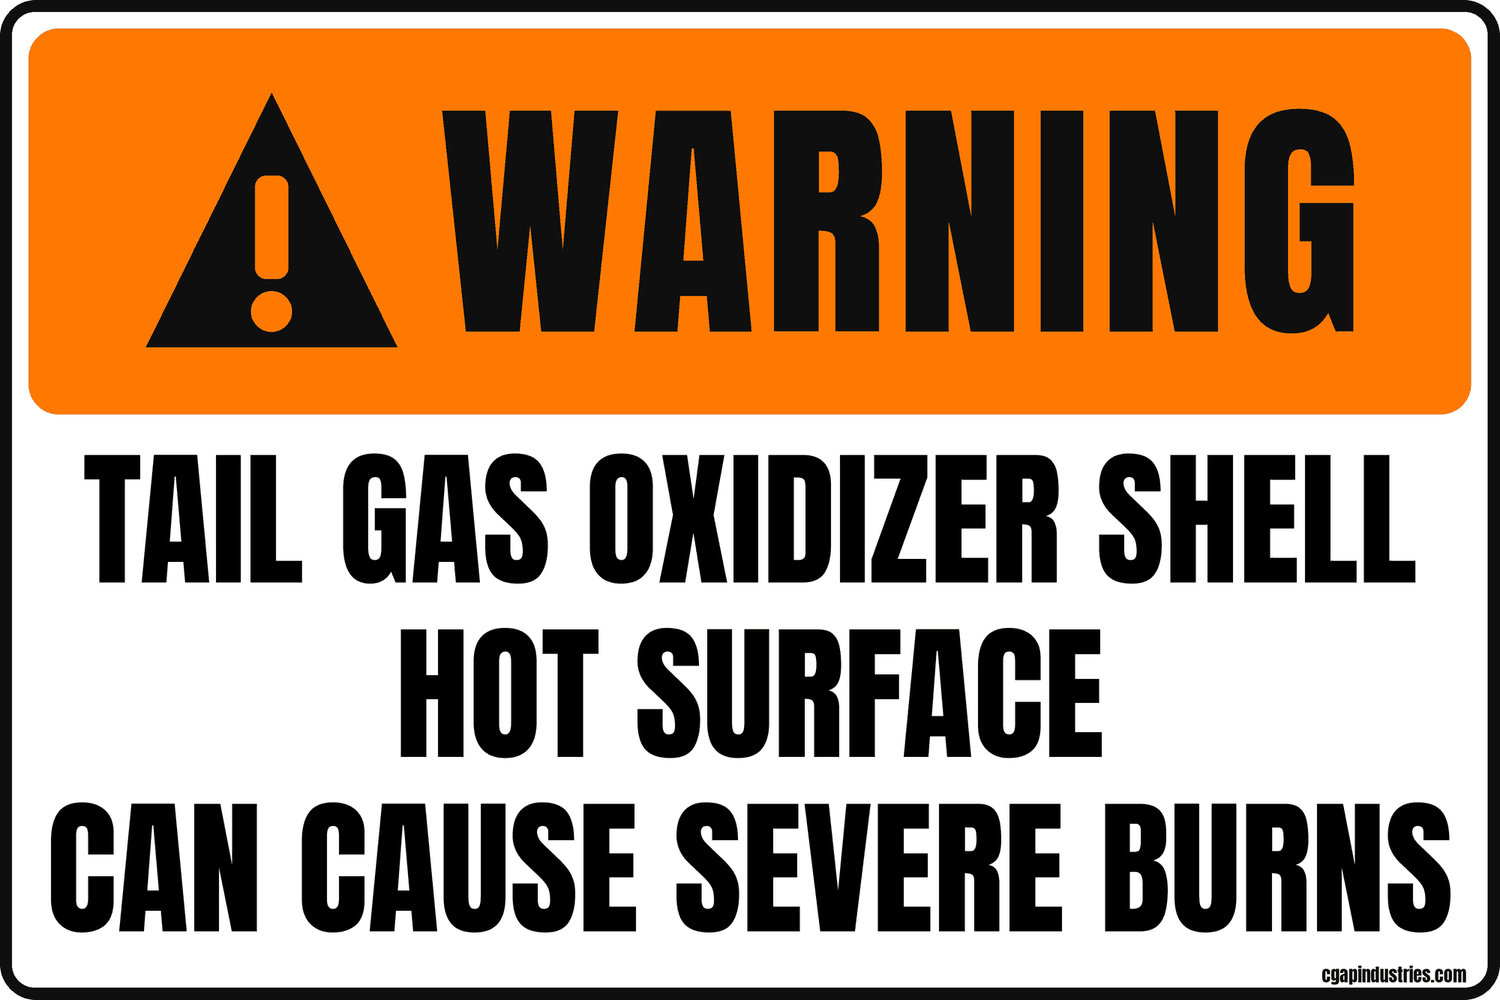 WARNING
TAIL GAS OXIDIZER SHELL
HOT SURFACE
CAN CAUSE SEVERE BURNS
cgapindustries.com